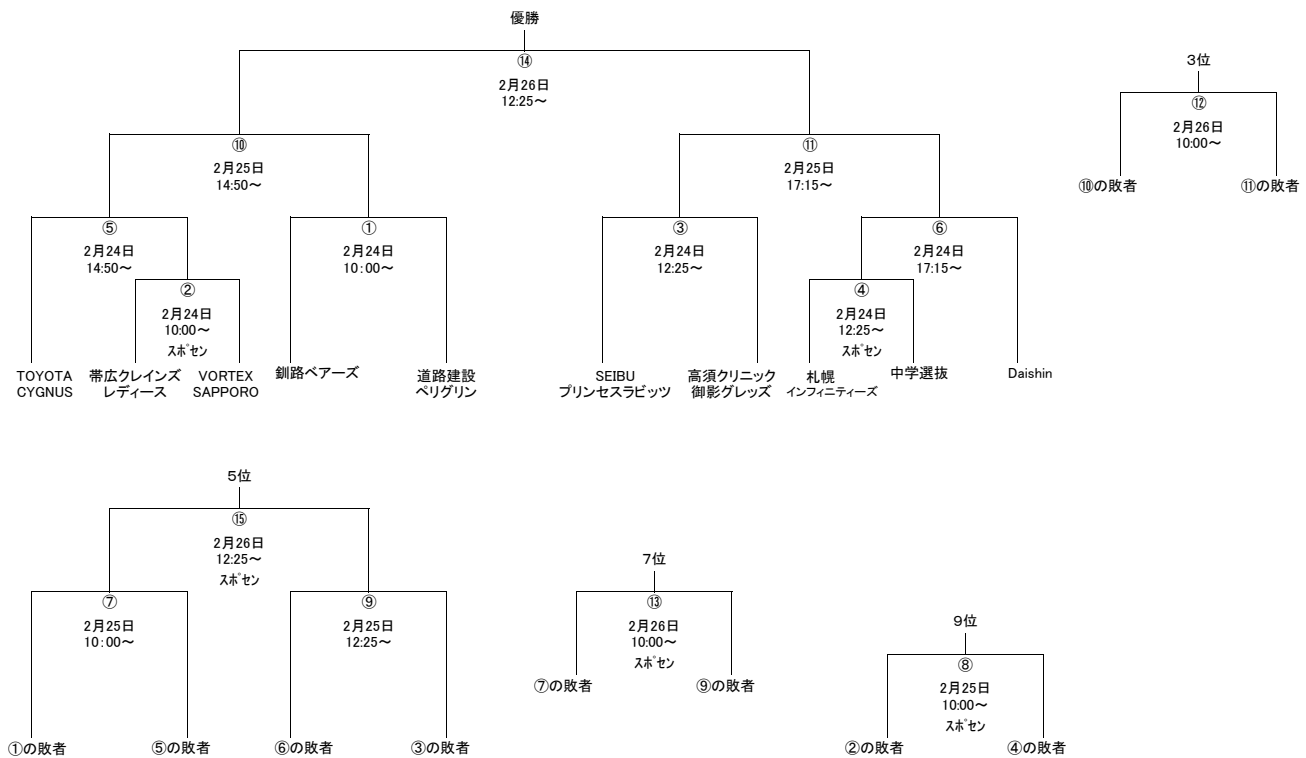 優勝
⑭
2月26日
12:25～
３位
⑫
2月26日
10:00～
⑩の敗者
⑪の敗者
⑩
2月25日
14:50～
⑪
2月25日
17:15～
⑤
2月24日
14:50～
①
2月24日
10：00～
③
2月24日
12:25～
⑥
2月24日
17:15～
②
2月24日
10:00～
ｽﾎﾟｾﾝ
④
2月24日
12:25～
ｽﾎﾟｾﾝ
TOYOTA
CYGNUS
帯広クレインズ
レディース
VORTEX
SAPPORO
釧路ベアーズ
道路建設
ペリグリン
SEIBU
プリンセスラビッツ
高須クリニック
御影グレッズ
札幌
インフィニティーズ
中学選抜
Daishin
５位
⑮
2月26日
12:25～
ｽﾎﾟｾﾝ
⑦
2月25日
10：00～
⑨
2月25日
12:25～
①の敗者
⑤の敗者
⑥の敗者
③の敗者
７位
⑬
2月26日
10:00～
ｽﾎﾟｾﾝ
⑦の敗者
⑨の敗者
９位
⑧
2月25日
10:00～
ｽﾎﾟｾﾝ
②の敗者
④の敗者